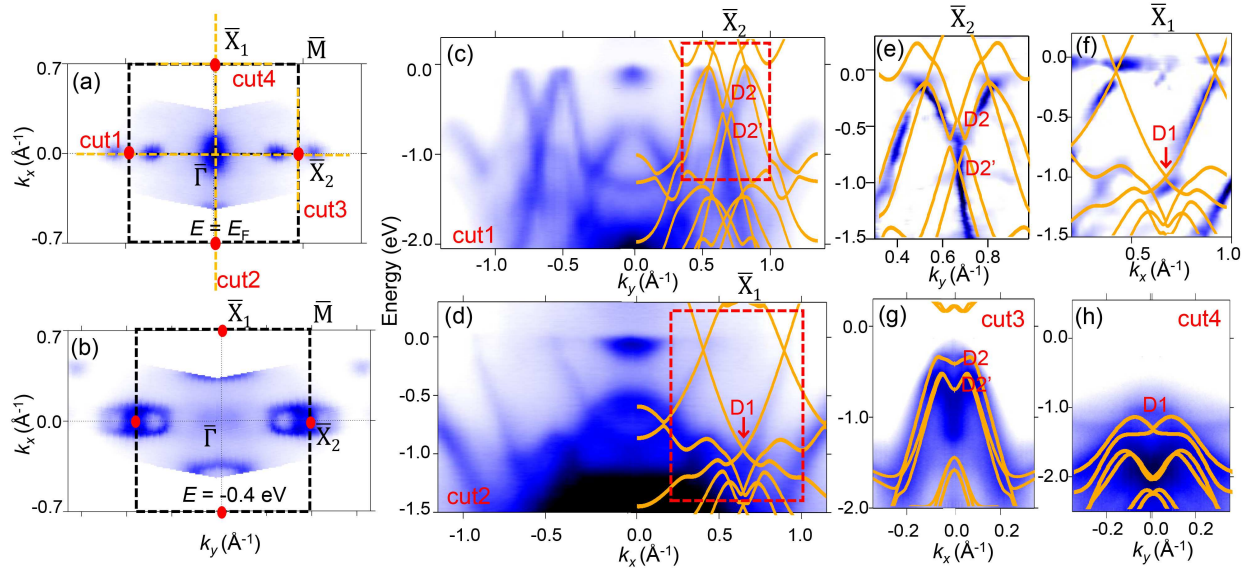 (a)
X̅₁
M̅
0.7
cut4
cut1
kₓ (Å⁻¹)
0.0
Γ̅
X̅₂
cut3
E = E_F
-0.7
cut2
(b)
X̅₁
M̅
0.7
kₓ (Å⁻¹)
0.0
Γ̅
X̅₂
E = -0.4 eV
-0.7
k_y (Å⁻¹)
Energy (eV)
(c)
X̅₂
0.0
D2
D2'
-1.0
cut1
-2.0
-1.0 -0.5 0.0 0.5 1.0
k_y (Å⁻¹)
(d)
X̅₁
0.0
-0.5
D1
-1.0
cut2
-1.5
-1.0 -0.5 0.0 0.5 1.0
kₓ (Å⁻¹)
(e)
X̅₂
0.0
D2
-0.5
D2'
-1.0
-1.5
0.4 0.6 0.8
k_y (Å⁻¹)
(f)
X̅₁
0.0
-0.5
D1
-1.0
-1.5
0.5 1.0
kₓ (Å⁻¹)
(g)
cut3
0.0
D2
D2'
-1.0
-2.0
-0.2 0.0 0.2
kₓ (Å⁻¹)
(h)
cut4
0.0
D1
-1.0
-2.0
-0.2 0.0 0.2
k_y (Å⁻¹)